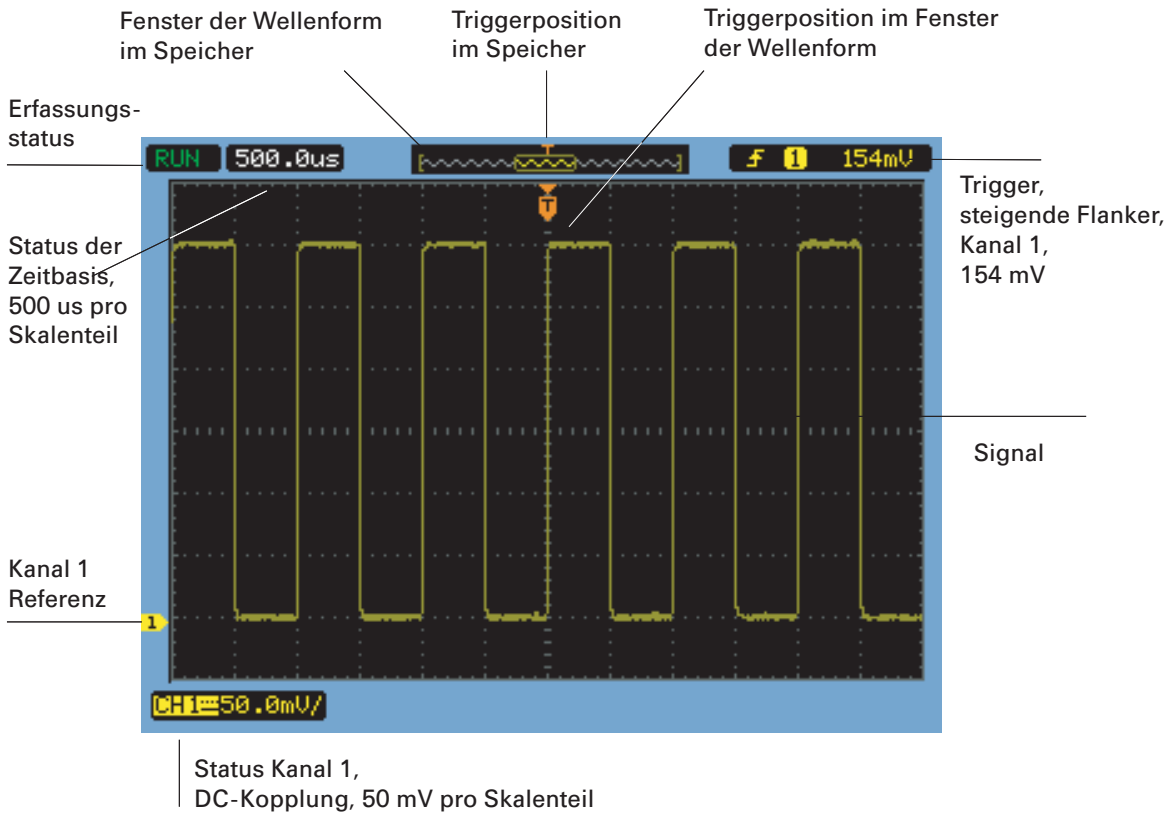 Fenster der Wellenform
im Speicher
Triggerposition
im Speicher
Triggerposition im Fenster
der Wellenform
Erfassungs-
status
RUN
500.0us
T
1
154mV
T
Trigger,
steigende Flanker,
Kanal 1,
154 mV
Status der
Zeitbasis,
500 us pro
Skalenteil
Signal
Kanal 1
Referenz
1
CH1 50.0mV/
Status Kanal 1,
DC-Kopplung, 50 mV pro Skalenteil